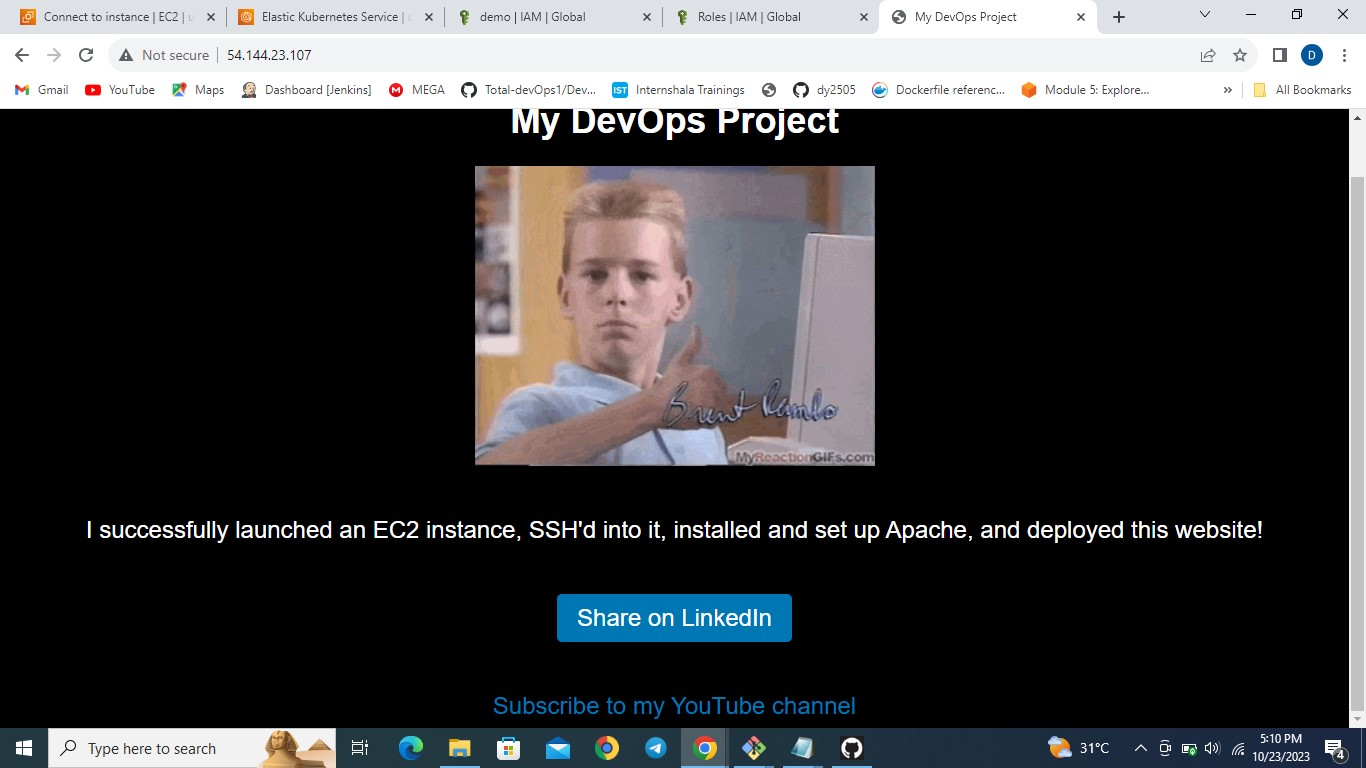 Connect to instance | EC2 | u
Elastic Kubernetes Service | u
demo | IAM | Global
Roles | IAM | Global
My DevOps Project
Not secure
54.144.23.107
D
Gmail
YouTube
Maps
Dashboard [Jenkins]
MEGA
Total-devOps1/Dev...
IST
Internshala Trainings
dy2505
Dockerfile referenc...
Module 5: Explore...
»
All Bookmarks
My DevOps Project
Brent Rambo
MyReactionGIFs.com
I successfully launched an EC2 instance, SSH'd into it, installed and set up Apache, and deployed this website!
Share on LinkedIn
Subscribe to my YouTube channel
Type here to search
31°C
5:10 PM
10/23/2023
4